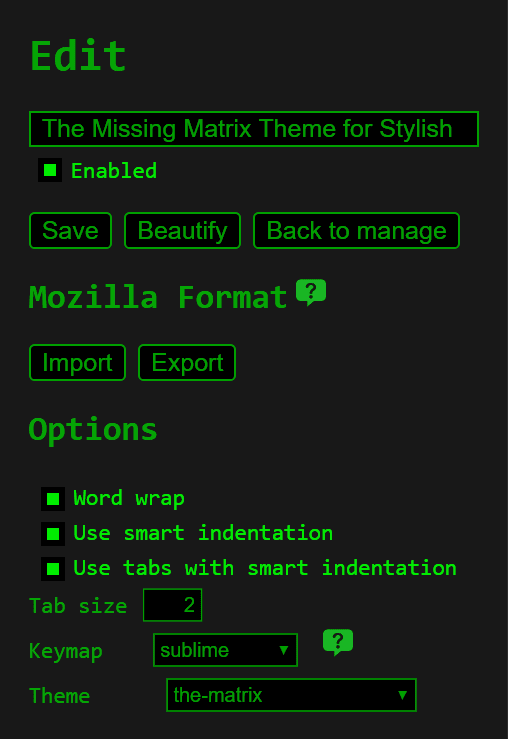 Edit
The Missing Matrix Theme for Stylish
Enabled
Save Beautify Back to manage
Mozilla Format ?
Import Export
Options
Word wrap
Use smart indentation
Use tabs with smart indentation
Tab size 2
Keymap sublime ?
Theme the-matrix